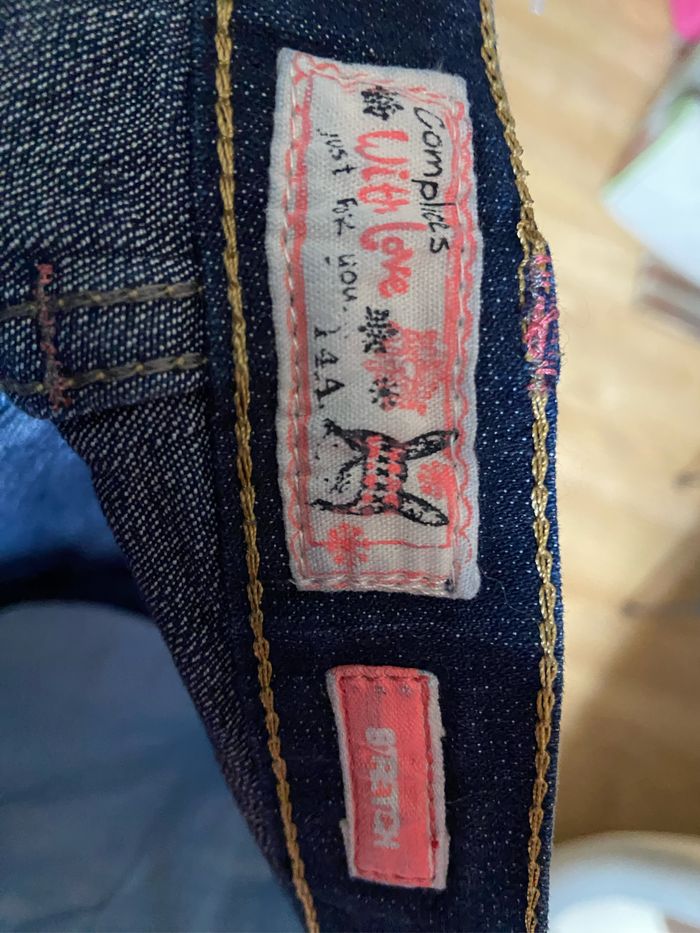 Complices
With Love
just for you.
14A.
STRETCH